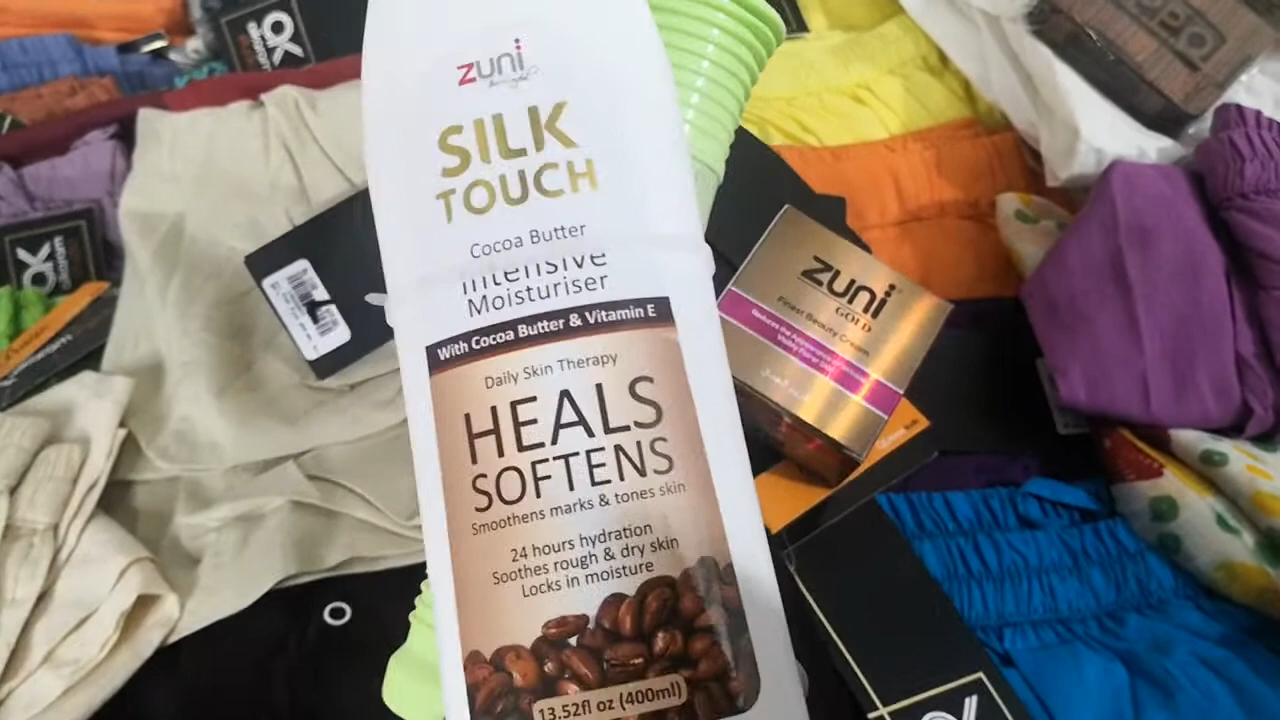 zuni
SILK
TOUCH
Cocoa Butter
Intensive
Moisturiser
With Cocoa Butter & Vitamin E
Daily Skin Therapy
HEALS
SOFTENS
Smoothens marks & tones skin
24 hours hydration
Soothes rough & dry skin
Locks in moisture
13.52fl oz (400ml)
zuni
GOLD
Finest Beauty Cream